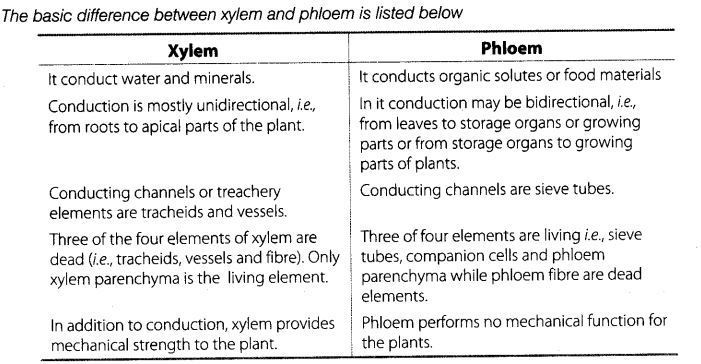 The basic difference between xylem and phloem is listed below
Xylem
Phloem
It conduct water and minerals.
It conducts organic solutes or food materials
Conduction is mostly unidirectional, i.e.,
from roots to apical parts of the plant.
In it conduction may be bidirectional, i.e.,
from leaves to storage organs or growing
parts or from storage organs to growing
parts of plants.
Conducting channels or treachery
elements are tracheids and vessels.
Conducting channels are sieve tubes.
Three of the four elements of xylem are
dead (i.e., tracheids, vessels and fibre). Only
xylem parenchyma is the living element.
Three of four elements are living i.e., sieve
tubes, companion cells and phloem
parenchyma while phloem fibre are dead
elements.
In addition to conduction, xylem provides
mechanical strength to the plant.
Phloem performs no mechanical function for
the plants.